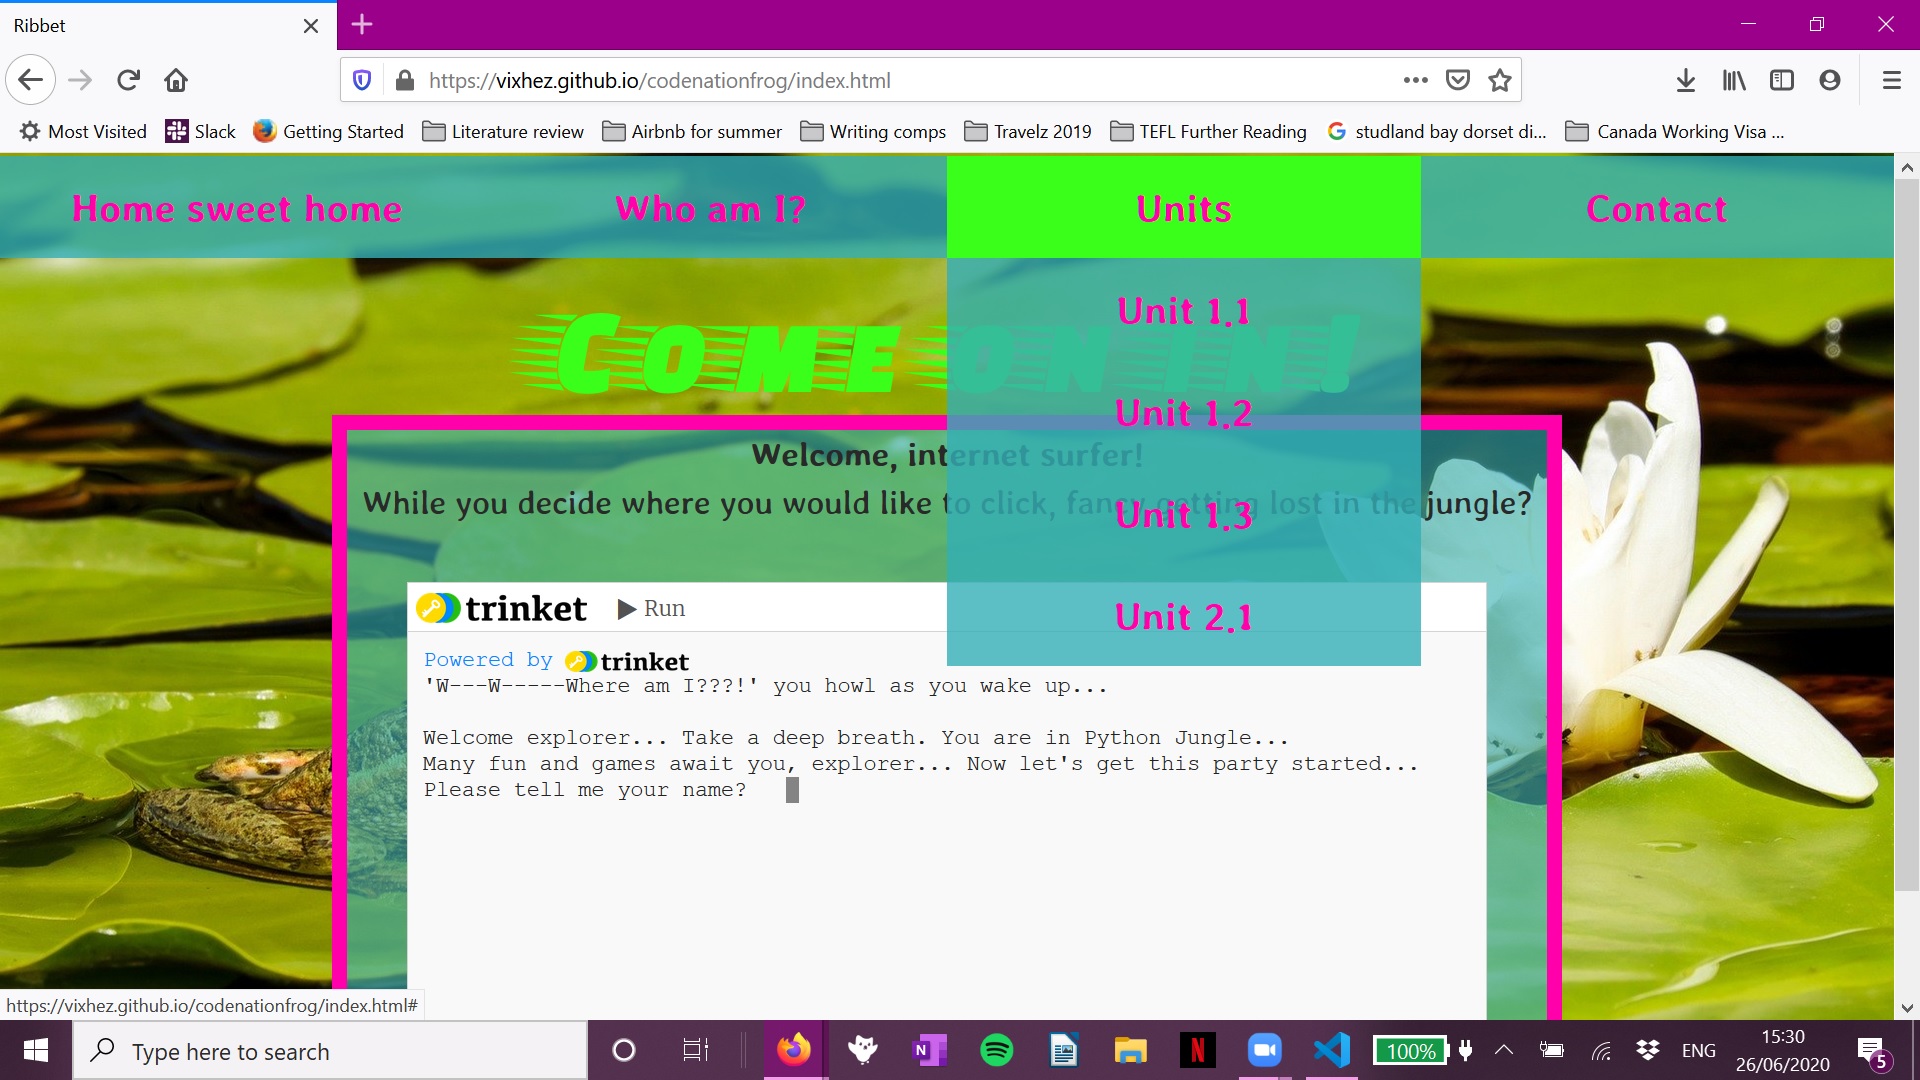 Ribbet
https://vixhez.github.io/codenationfrog/index.html
Most Visited Slack Getting Started Literature review Airbnb for summer Writing comps Travelz 2019 TEFL Further Reading studland bay dorset di... Canada Working Visa ...
Home sweet home Who am I? Units Contact
Unit 1.1
Come on in!
Unit 1.2
Welcome, internet surfer!
While you decide where you would like to click, fancy getting lost in the jungle?
Unit 1.3
trinket Run
Unit 2.1
Powered by trinket
'W---W-----Where am I???!' you howl as you wake up...
Welcome explorer... Take a deep breath. You are in Python Jungle...
Many fun and games await you, explorer... Now let's get this party started...
Please tell me your name?
https://vixhez.github.io/codenationfrog/index.html#
Type here to search
N
N
100%
ENG
15:30
26/06/2020
5